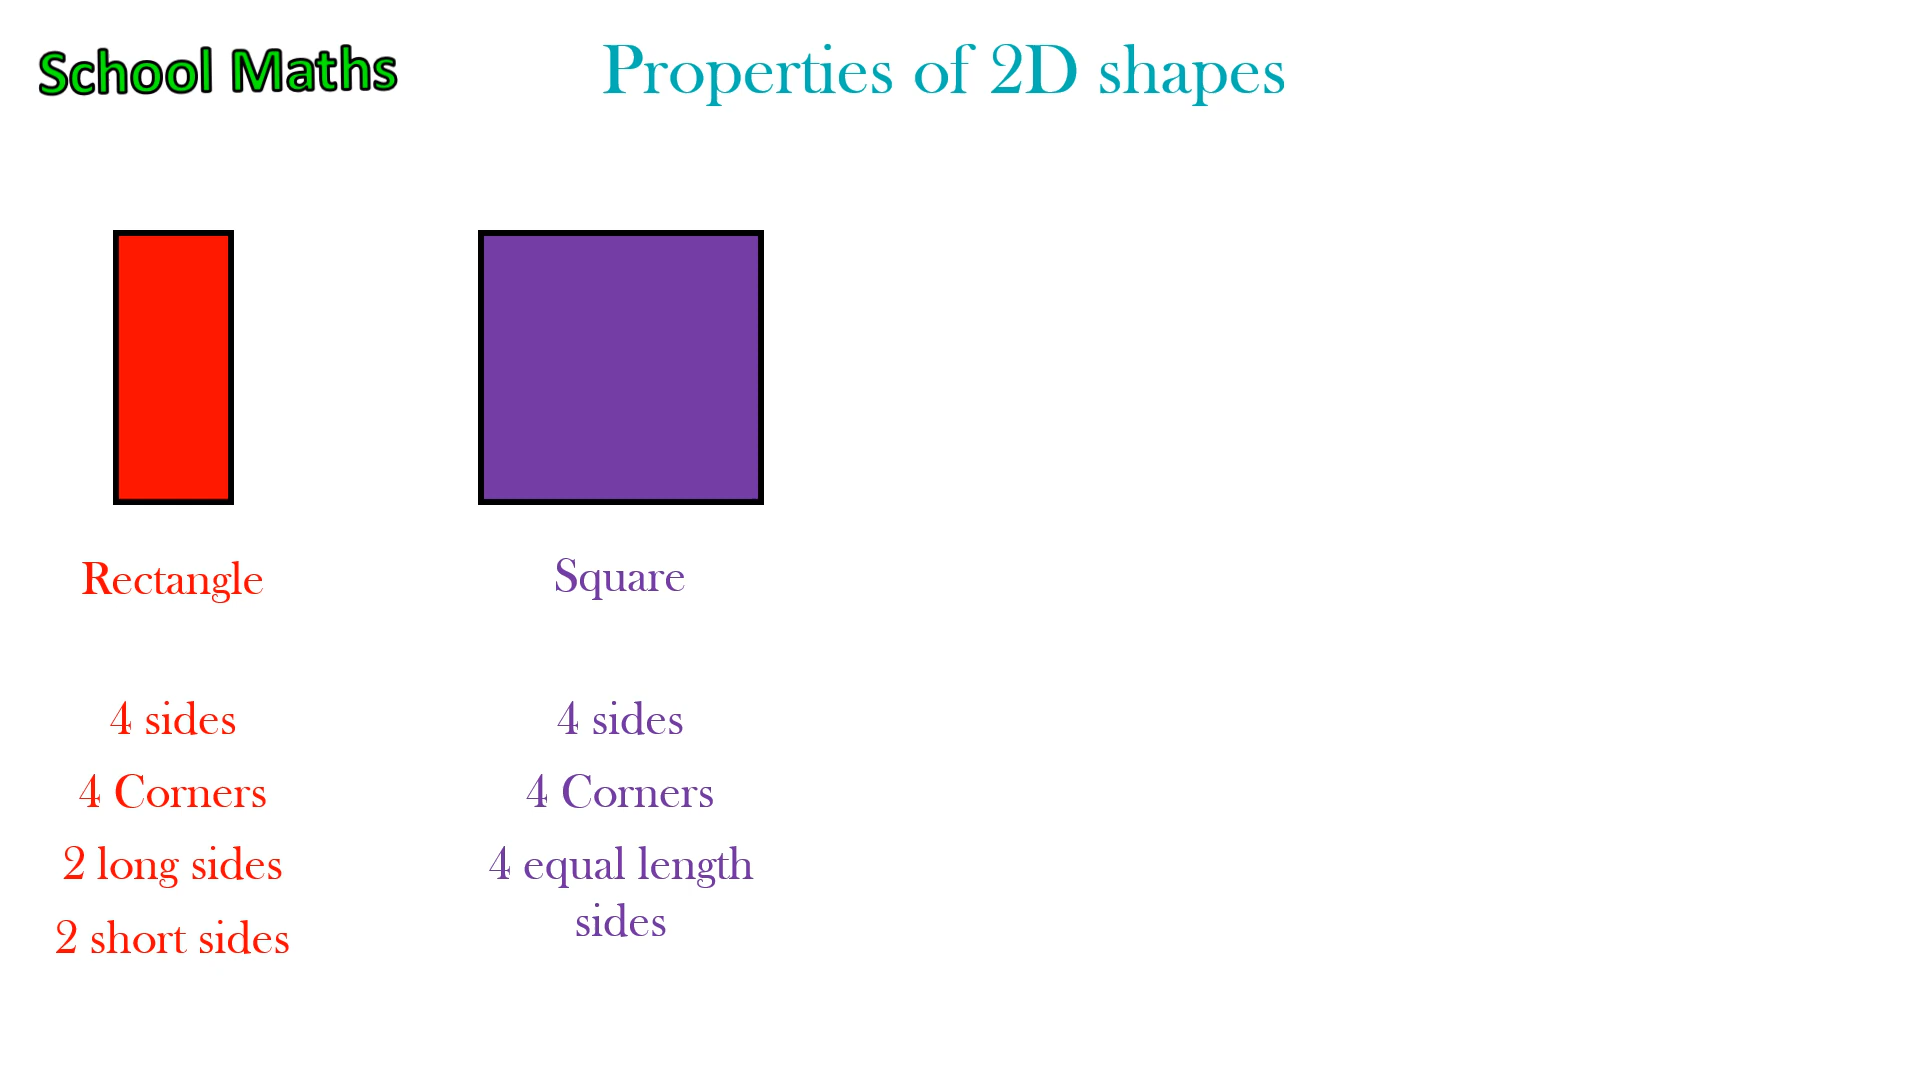 School Maths
Properties of 2D shapes
Rectangle
4 sides
4 Corners
2 long sides
2 short sides
Square
4 sides
4 Corners
4 equal length
sides